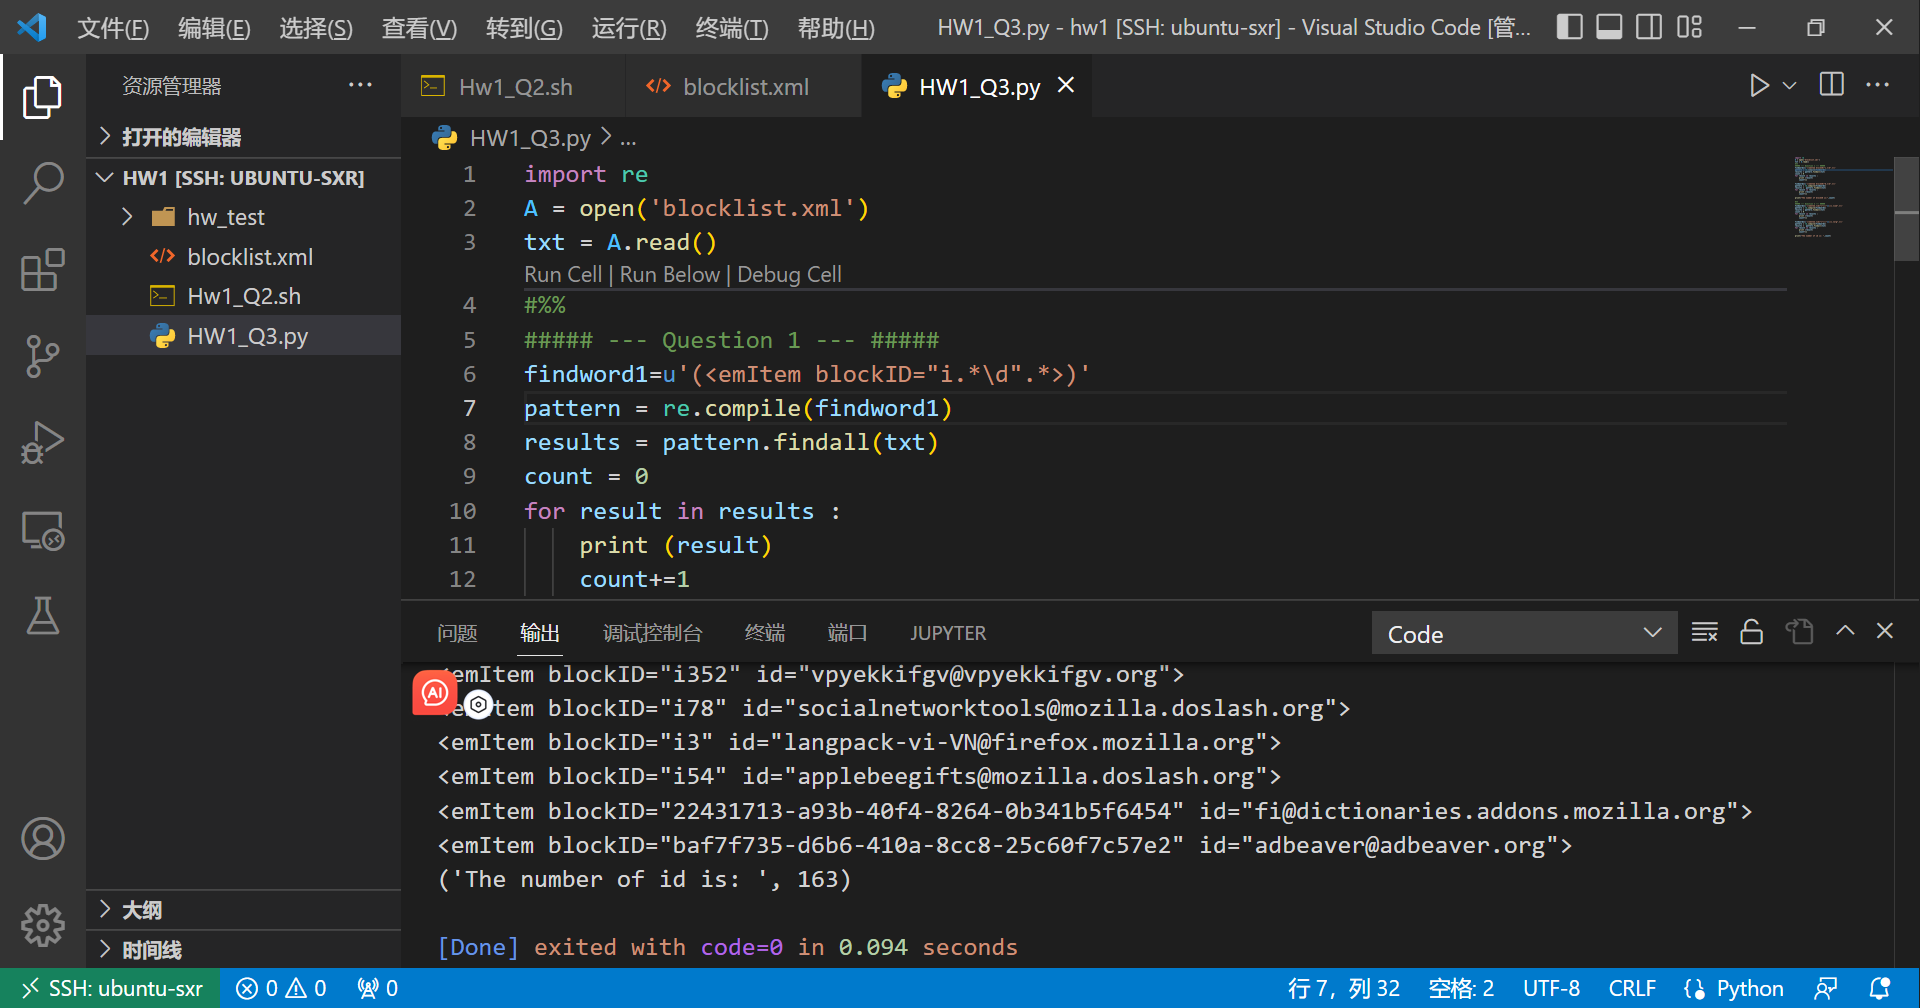 文件(F) 编辑(E) 选择(S) 查看(V) 转到(G) 运行(R) 终端(T) 帮助(H) HW1_Q3.py - hw1 [SSH: ubuntu-sxr] - Visual Studio Code [管...
资源管理器
打开的编辑器
HW1 [SSH: UBUNTU-SXR]
hw_test
blocklist.xml
Hw1_Q2.sh
HW1_Q3.py
大纲
时间线
Hw1_Q2.sh blocklist.xml HW1_Q3.py
HW1_Q3.py > ...
1 import re
2 A = open('blocklist.xml')
3 txt = A.read()
Run Cell | Run Below | Debug Cell
4 #%%
5 ##### --- Question 1 --- #####
6 findword1=u'(<emItem blockID="i.*\d".*>)'
7 pattern = re.compile(findword1)
8 results = pattern.findall(txt)
9 count = 0
10 for result in results :
11 print (result)
12 count+=1
问题 输出 调试控制台 终端 端口 JUPYTER Code
emItem blockID="i352" id="vpyekkifgv@vpyekkifgv.org">
AI
tem blockID="i78" id="socialnetworktools@mozilla.doslash.org">
<emItem blockID="i3" id="langpack-vi-VN@firefox.mozilla.org">
<emItem blockID="i54" id="applebeegifts@mozilla.doslash.org">
<emItem blockID="22431713-a93b-40f4-8264-0b341b5f6454" id="fi@dictionaries.addons.mozilla.org">
<emItem blockID="baf7f735-d6b6-410a-8cc8-25c60f7c57e2" id="adbeaver@adbeaver.org">
('The number of id is: ', 163)
[Done] exited with code=0 in 0.094 seconds
SSH: ubuntu-sxr 0 0 0 行 7，列 32 空格: 2 UTF-8 CRLF Python